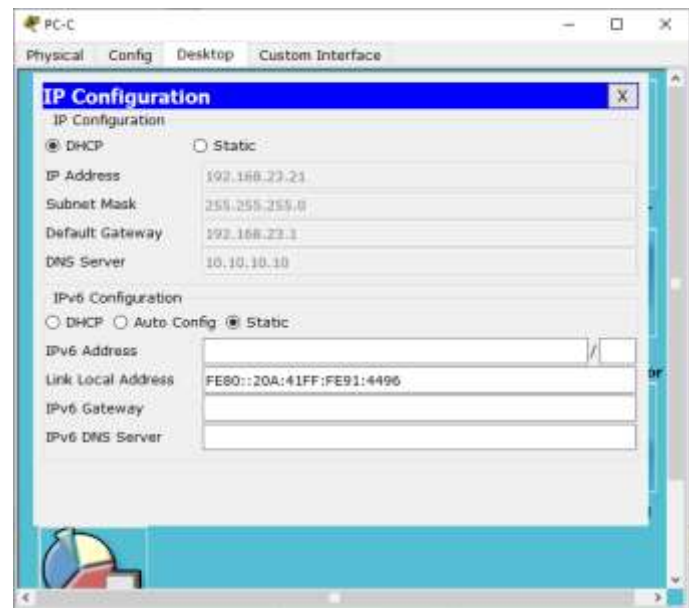 PC-C
Physical Config Desktop Custom Interface
IP Configuration X
IP Configuration
DHCP Static
IP Address 192.168.23.21
Subnet Mask 255.255.255.0
Default Gateway 192.168.23.1
DNS Server 10.10.10.10
IPv6 Configuration
DHCP Auto Config Static
IPv6 Address /
Link Local Address FE80::20A:41FF:FE91:4496
IPv6 Gateway
IPv6 DNS Server
or